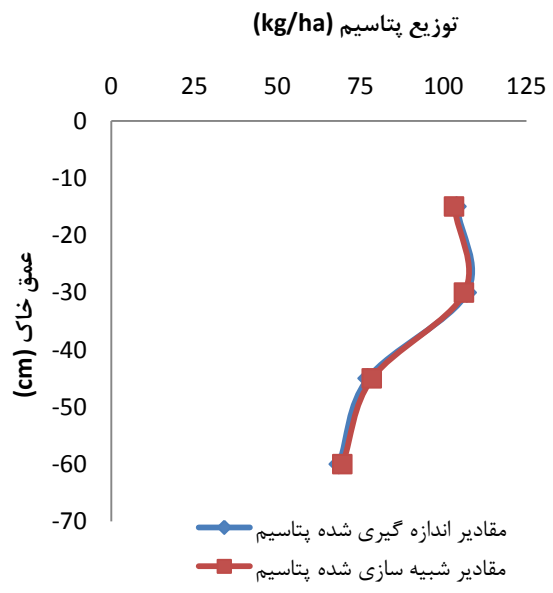 توزیع پتاسیم (kg/ha)
0 25 50 75 100 125
0
-10
-20
-30
-40
-50
-60
-70
عمق خاک (cm)
مقادیر اندازه گیری شده پتاسیم
مقادیر شبیه سازی شده پتاسیم